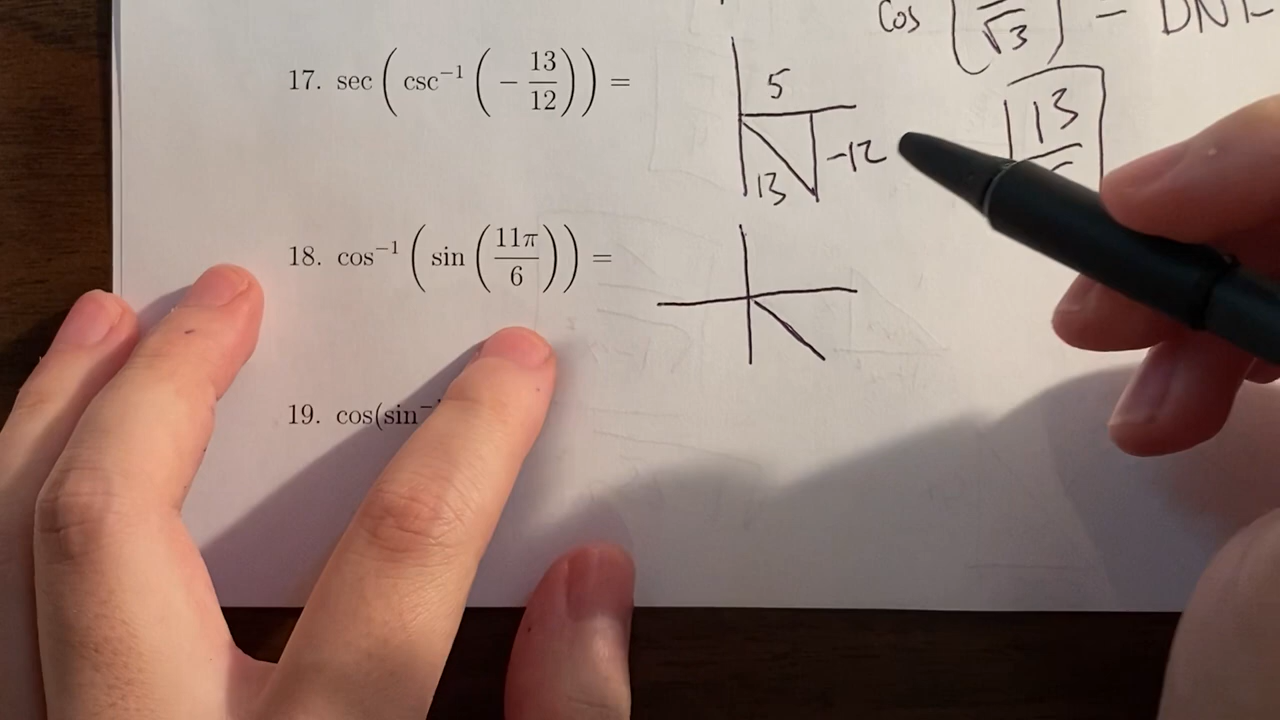 cos ( /√3 ) =
17. sec ( csc⁻¹ ( − 13/12 ) ) =
5
-12
13
13
18. cos⁻¹ ( sin ( 11π/6 ) ) =
19. cos(sin⁻